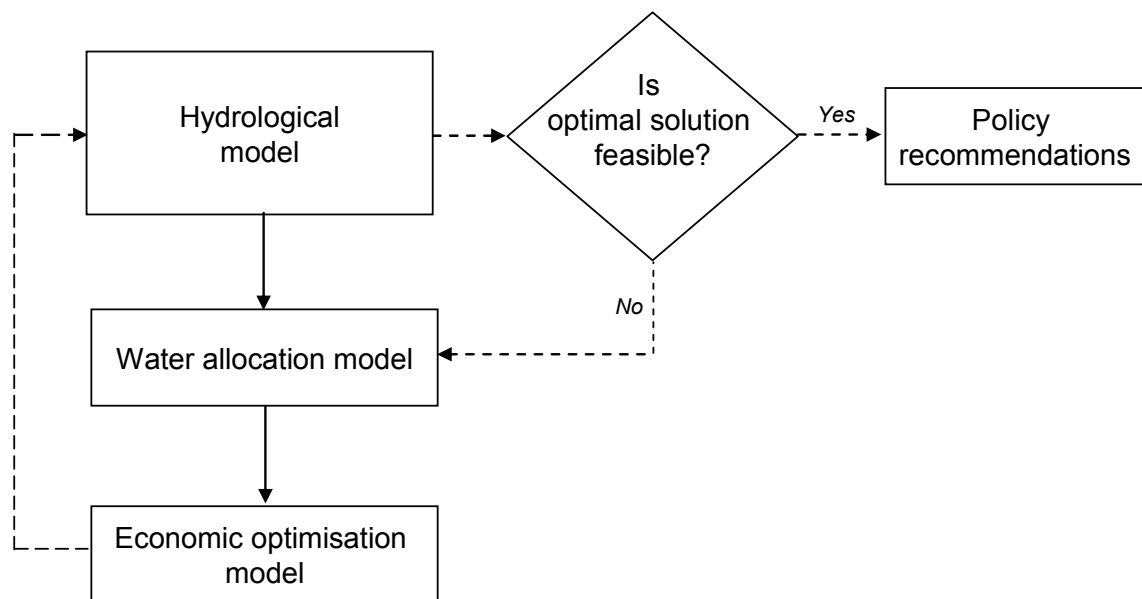 Hydrological
model
Is
optimal solution
feasible?
Yes
Policy
recommendations
No
Water allocation model
Economic optimisation
model